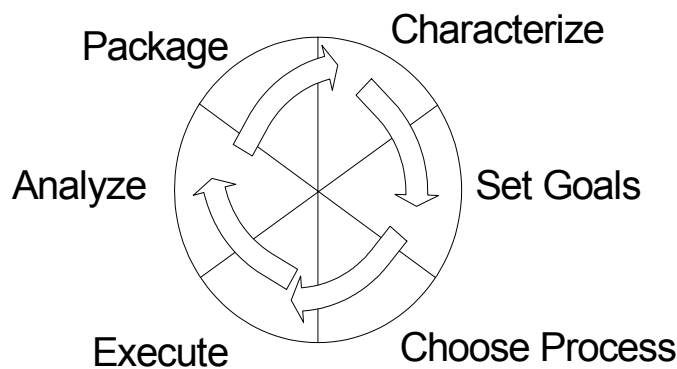 Package
Characterize
Analyze
Set Goals
Execute
Choose Process